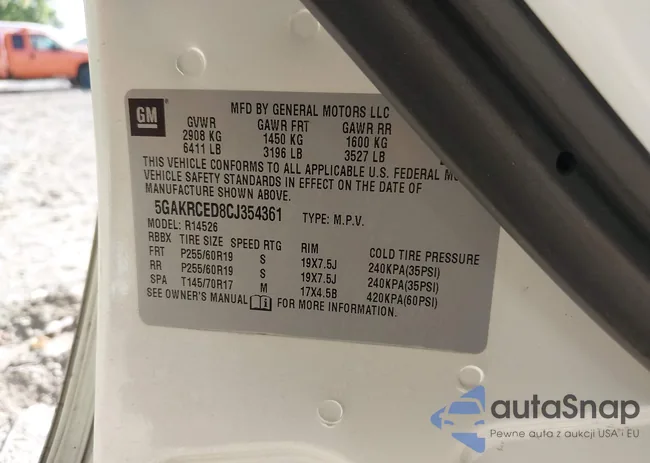 GM
MFD BY GENERAL MOTORS LLC
GVWR GAWR FRT GAWR RR
2908 KG 1450 KG 1600 KG
6411 LB 3196 LB 3527 LB
THIS VEHICLE CONFORMS TO ALL APPLICABLE U.S. FEDERAL
VEHICLE SAFETY STANDARDS IN EFFECT ON THE DATE OF
MANUFACTURE SHOWN ABOVE.
5GAKRCED8CJ354361 TYPE: M.P.V.
MODEL: R14526
RBBX TIRE SIZE SPEED RTG RIM COLD TIRE PRESSURE
FRT P255/60R19 S 19X7.5J 240KPA(35PSI)
RR P255/60R19 S 19X7.5J 240KPA(35PSI)
SPA T145/70R17 M 17X4.5B 420KPA(60PSI)
SEE OWNER'S MANUAL FOR MORE INFORMATION.
autaSnap
Pewne auta z aukcji USA i EU